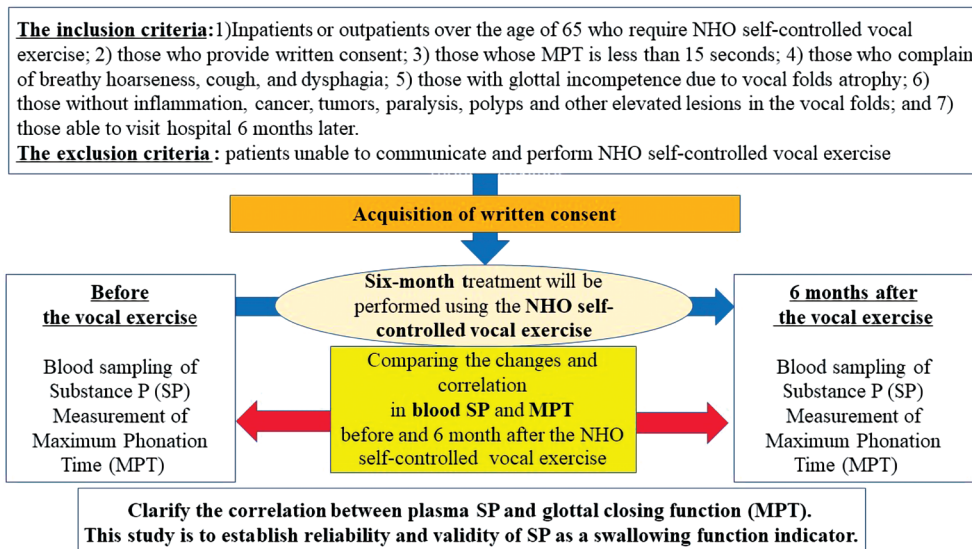 The inclusion criteria:1)Inpatients or outpatients over the age of 65 who require NHO self-controlled vocal
exercise; 2) those who provide written consent; 3) those whose MPT is less than 15 seconds; 4) those who complain
of breathy hoarseness, cough, and dysphagia; 5) those with glottal incompetence due to vocal folds atrophy; 6)
those without inflammation, cancer, tumors, paralysis, polyps and other elevated lesions in the vocal folds; and 7)
those able to visit hospital 6 months later.
The exclusion criteria : patients unable to communicate and perform NHO self-controlled vocal exercise
Acquisition of written consent
Before
the vocal exercise
Blood sampling of
Substance P (SP)
Measurement of
Maximum Phonation
Time (MPT)
Six-month treatment will be
performed using the NHO self-
controlled vocal exercise
Comparing the changes and
correlation
in blood SP and MPT
before and 6 month after the NHO
self-controlled vocal exercise
6 months after
the vocal exercise
Blood sampling of
Substance P (SP)
Measurement of
Maximum Phonation
Time (MPT)
Clarify the correlation between plasma SP and glottal closing function (MPT).
This study is to establish reliability and validity of SP as a swallowing function indicator.